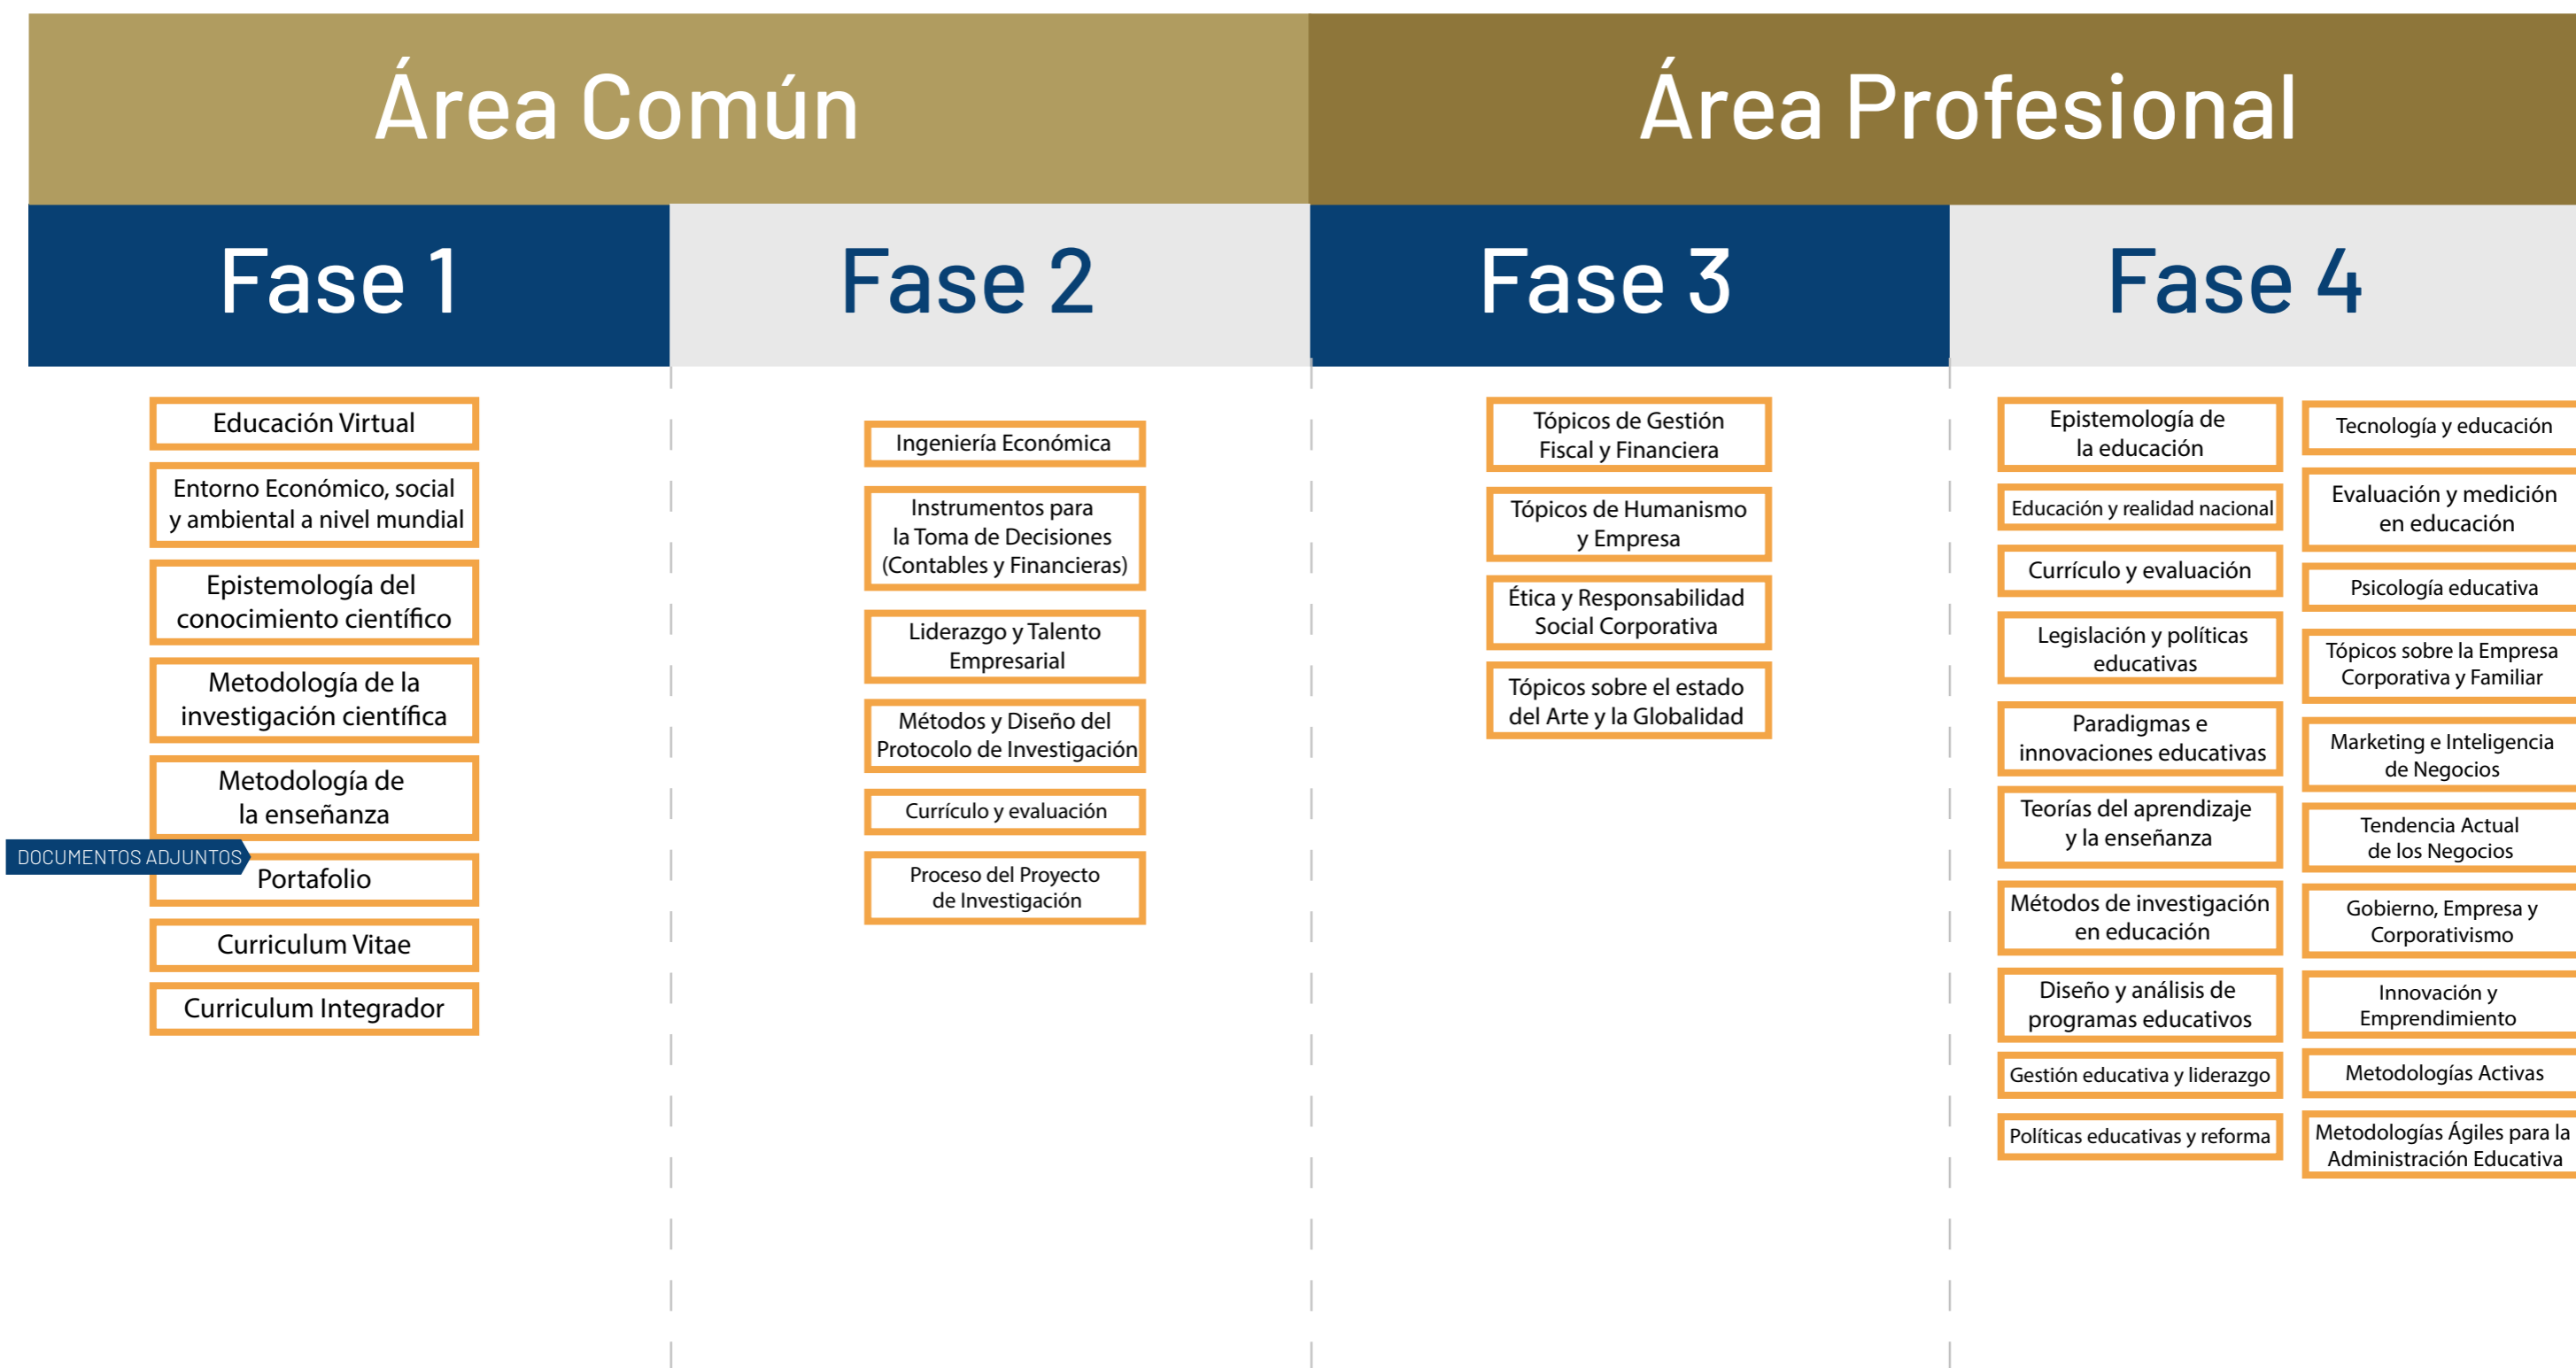 Área Común
Área Profesional
Fase 1
Fase 2
Fase 3
Fase 4
Educación Virtual
Entorno Económico, social
y ambiental a nivel mundial
Epistemología del
conocimiento científico
Metodología de la
investigación científica
Metodología de
la enseñanza
DOCUMENTOS ADJUNTOS
Portafolio
Curriculum Vitae
Curriculum Integrador
Ingeniería Económica
Instrumentos para
la Toma de Decisiones
(Contables y Financieras)
Liderazgo y Talento
Empresarial
Métodos y Diseño del
Protocolo de Investigación
Currículo y evaluación
Proceso del Proyecto
de Investigación
Tópicos de Gestión
Fiscal y Financiera
Tópicos de Humanismo
y Empresa
Ética y Responsabilidad
Social Corporativa
Tópicos sobre el estado
del Arte y la Globalidad
Epistemología de
la educación
Educación y realidad nacional
Currículo y evaluación
Legislación y políticas
educativas
Paradigmas e
innovaciones educativas
Teorías del aprendizaje
y la enseñanza
Métodos de investigación
en educación
Diseño y análisis de
programas educativos
Gestión educativa y liderazgo
Políticas educativas y reforma
Tecnología y educación
Evaluación y medición
en educación
Psicología educativa
Tópicos sobre la Empresa
Corporativa y Familiar
Marketing e Inteligencia
de Negocios
Tendencia Actual
de los Negocios
Gobierno, Empresa y
Corporativismo
Innovación y
Emprendimiento
Metodologías Activas
Metodologías Ágiles para la
Administración Educativa